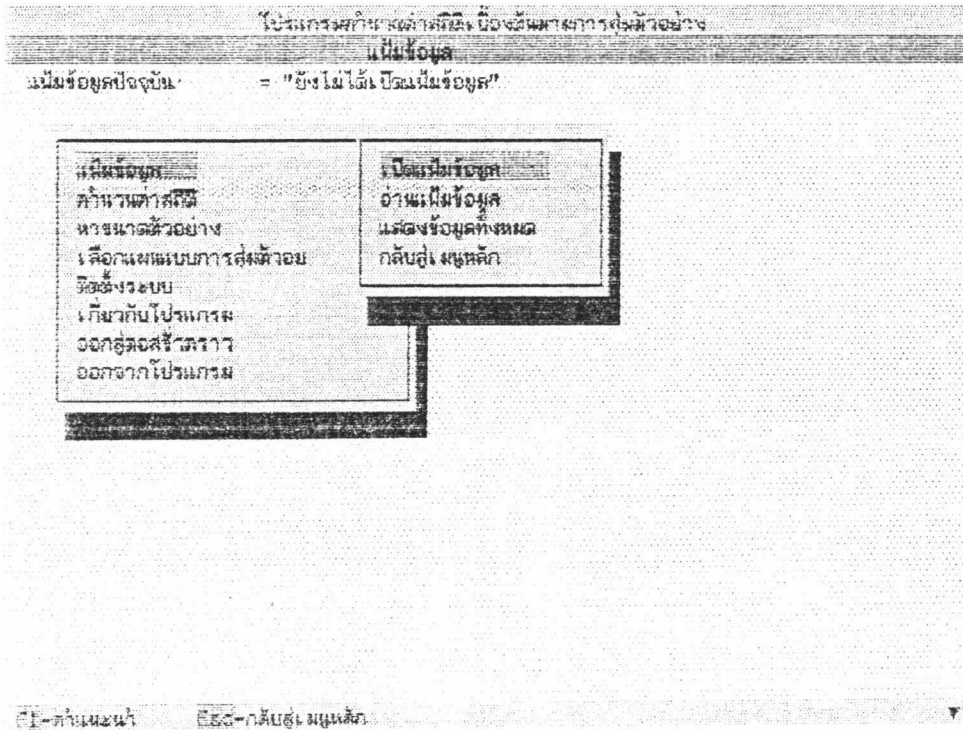 โปรแกรมคำนวณค่าสถิติเบื้องต้นตามการสุ่มตัวอย่าง
แฟ้มข้อมูล
แฟ้มข้อมูลปัจจุบัน = "ยังไม่ได้เปิดแฟ้มข้อมูล"
แฟ้มข้อมูล
คำนวนค่าสถิติ
หาขนาดตัวอย่าง
เลือกแผนแบบการสุ่มตัวอย
ติดตั้งระบบ
เกี่ยวกับโปรแกรม
ออกสู่ดอสชั่วคราว
ออกจากโปรแกรม
เปิดแฟ้มข้อมูล
อ่านแฟ้มข้อมูล
แสดงข้อมูลทั้งหมด
กลับสู่เมนูหลัก
F1-คำแนะนำ Esc-กลับสู่เมนูหลัก